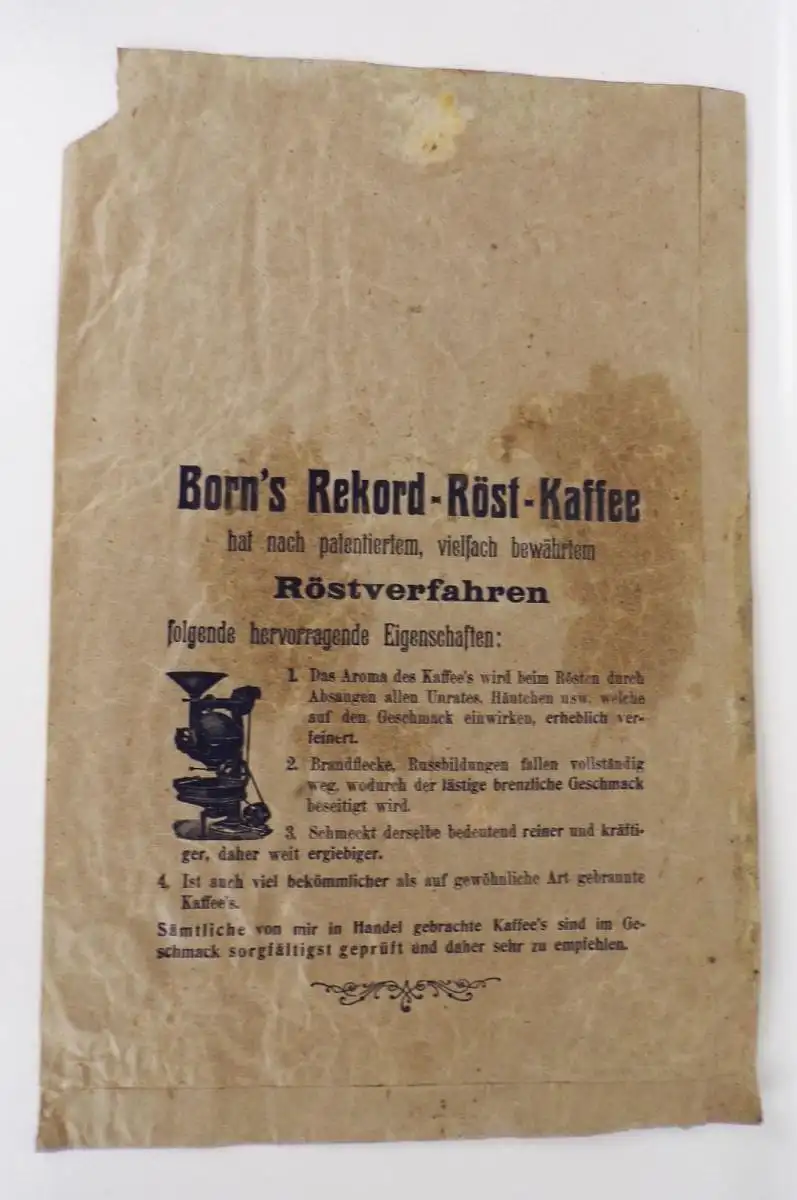 Born's Rekord-Röst-Kaffee
hat nach patentiertem, vielfach bewährtem
Röstverfahren
folgende hervorragende Eigenschaften:
1. Das Aroma des Kaffee's wird beim Rösten durch
Absaugen allen Unrates, Häutchen usw. welche
auf den Geschmack einwirken, erheblich ver-
feinert.
2. Brandflecke, Russbildungen fallen vollständig
weg, wodurch der lästige brenzliche Geschmack
beseitigt wird.
3. Schmeckt derselbe bedeutend reiner und kräfti-
ger, daher weit ergiebiger.
4. Ist auch viel bekömmlicher als auf gewöhnliche Art gebrannte
Kaffee's.
Sämtliche von mir in Handel gebrachte Kaffee's sind im Ge-
schmack sorgfältigst geprüft und daher sehr zu empfehlen.